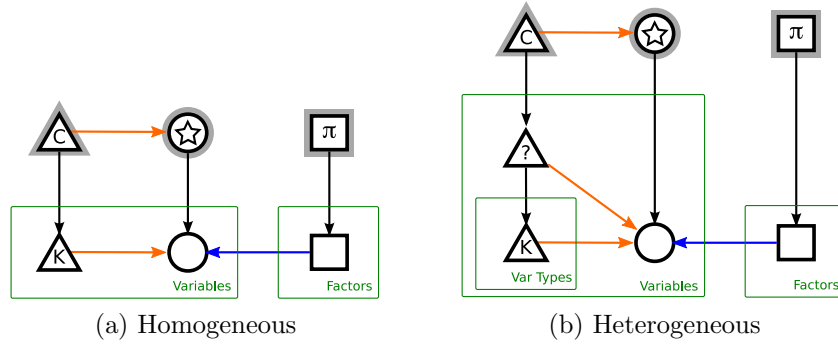 C
π
K
Variables
Factors
(a) Homogeneous
C
π
?
K
Var Types
Variables
Factors
(b) Heterogeneous